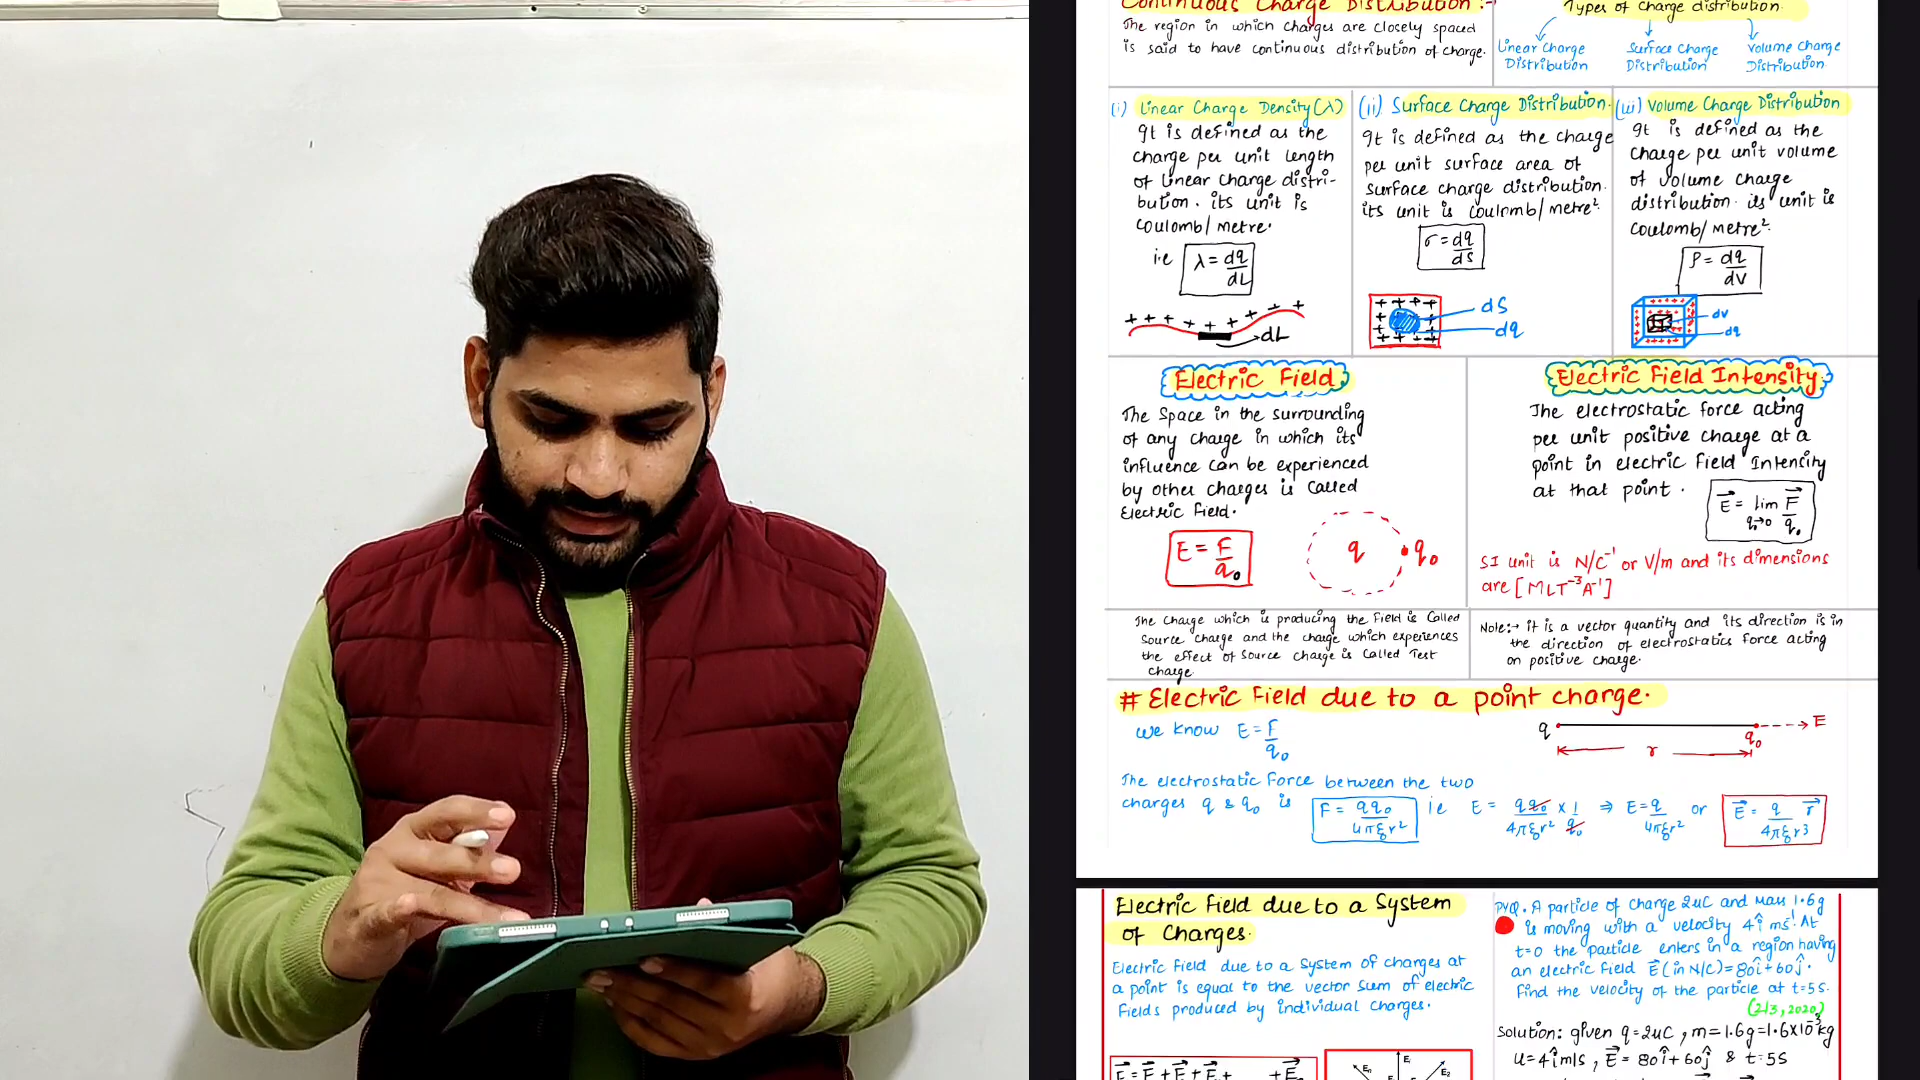 Continuous Charge Distribution:-
The region in which charges are closely spaced
is said to have continuous distribution of charge.
Types of charge distribution
Linear Charge
Distribution
Surface Charge
Distribution
Volume Charge
Distribution
(i) Linear Charge Density(λ)
It is defined as the
charge per unit length
of linear charge distri-
bution. its unit is
Coulomb/metre.
i.e λ = dq
dL
+ + + + + + + + +
dL
(ii) Surface Charge Distribution.
It is defined as the charge
per unit surface area of
surface charge distribution.
its unit is Coulomb/metre².
σ = dq
ds
dS
dq
(iii) Volume Charge Distribution
It is defined as the
charge per unit volume
of volume charge
distribution. its unit is
Coulomb/metre².
ρ = dq
dV
dv
dq
Electric Field.
The Space in the surrounding
of any charge in which its
influence can be experienced
by other charges is Called
Electric Field.
E = F
q₀
q
q₀
Electric Field Intensity
The electrostatic force acting
per unit positive charge at a
point in electric Field Intensity
at that point.
E⃗ = lim F⃗
q₀→0 q₀
SI unit is N/C⁻¹ or V/m and its dimensions
are [MLT⁻³A⁻¹]
The charge which is producing the Field is Called
Source charge and the charge which experiences
the effect of Source Charge is Called Test
charge.
Note:→ it is a vector quantity and its direction is in
the direction of electrostatics force acting
on positive charge.
# Electric Field due to a point charge.
we know E = F
q₀
q
q₀
E
r
The electrostatic Force between the two
charges q & q₀ is F = qq₀ / 4πε₀r² i.e E = qq₀ / 4πε₀r² × 1 / q₀ ⇒ E = q / 4πε₀r² or E⃗ = q r⃗ / 4πε₀r³
Electric Field due to a System
of Charges.
Electric Field due to a System of charges at
a point is equal to the vector sum of electric
Fields produced by individual charges.
PYQ. A particle of charge 2μC and Mass 1.6g
is moving with a velocity 4î ms⁻¹. At
t=0 the particle enters in a region having
an electric field E⃗ (in N/C) = 80î + 60ĵ.
Find the velocity of the particle at t=5s.
(2/3, 2020)
Solution: given q = 2μC, m = 1.6g = 1.6×10⁻³kg
u = 4î m/s, E⃗ = 80î + 60ĵ & t = 5s